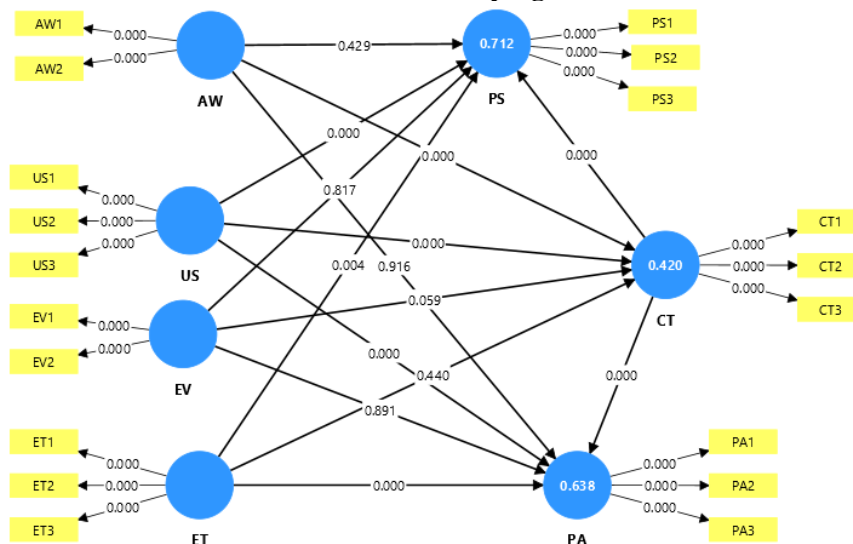 AW1
0.000
0.000
AW2
AW
0.429
0.712
PS
0.000
0.000
0.000
PS1
PS2
PS3
0.000
0.000
0.000
0.817
US1
0.000
US2
0.000
US3
0.000
US
0.000
0.004
0.916
0.420
CT
0.000
0.000
0.000
CT1
CT2
CT3
EV1
0.000
0.000
EV2
EV
0.059
0.000
0.440
0.000
0.891
ET1
0.000
ET2
0.000
ET3
0.000
ET
0.000
0.638
PA
0.000
0.000
0.000
PA1
PA2
PA3